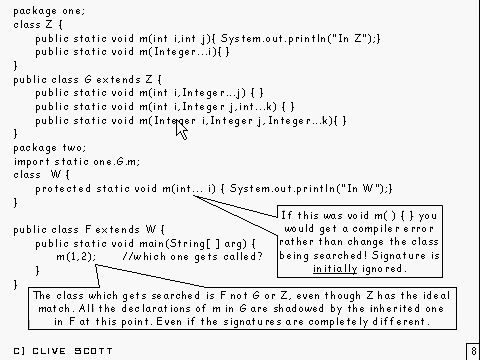 package one;
class Z {
public static void m(int i,int j){ System.out.println("In Z");}
public static void m(Integer...i){ }
}
public class G extends Z {
public static void m(int i,Integer...j) { }
public static void m(int i,Integer j,int...k) { }
public static void m(Integer i,Integer j,Integer...k){ }
}
package two;
import static one.G.m;
class W {
protected static void m(int... i) { System.out.println("In W");}
}
If this was void m( ) { } you
would get a compiler error
rather than change the class
being searched! Signature is
initially ignored.
public class F extends W {
public static void main(String[ ] arg) {
m(1,2); //which one gets called?
}
}
The class which gets searched is F not G or Z, even though Z has the ideal
match. All the declarations of m in G are shadowed by the inherited one
in F at this point. Even if the signatures are completely different.
C] CLIVE SCOTT
8